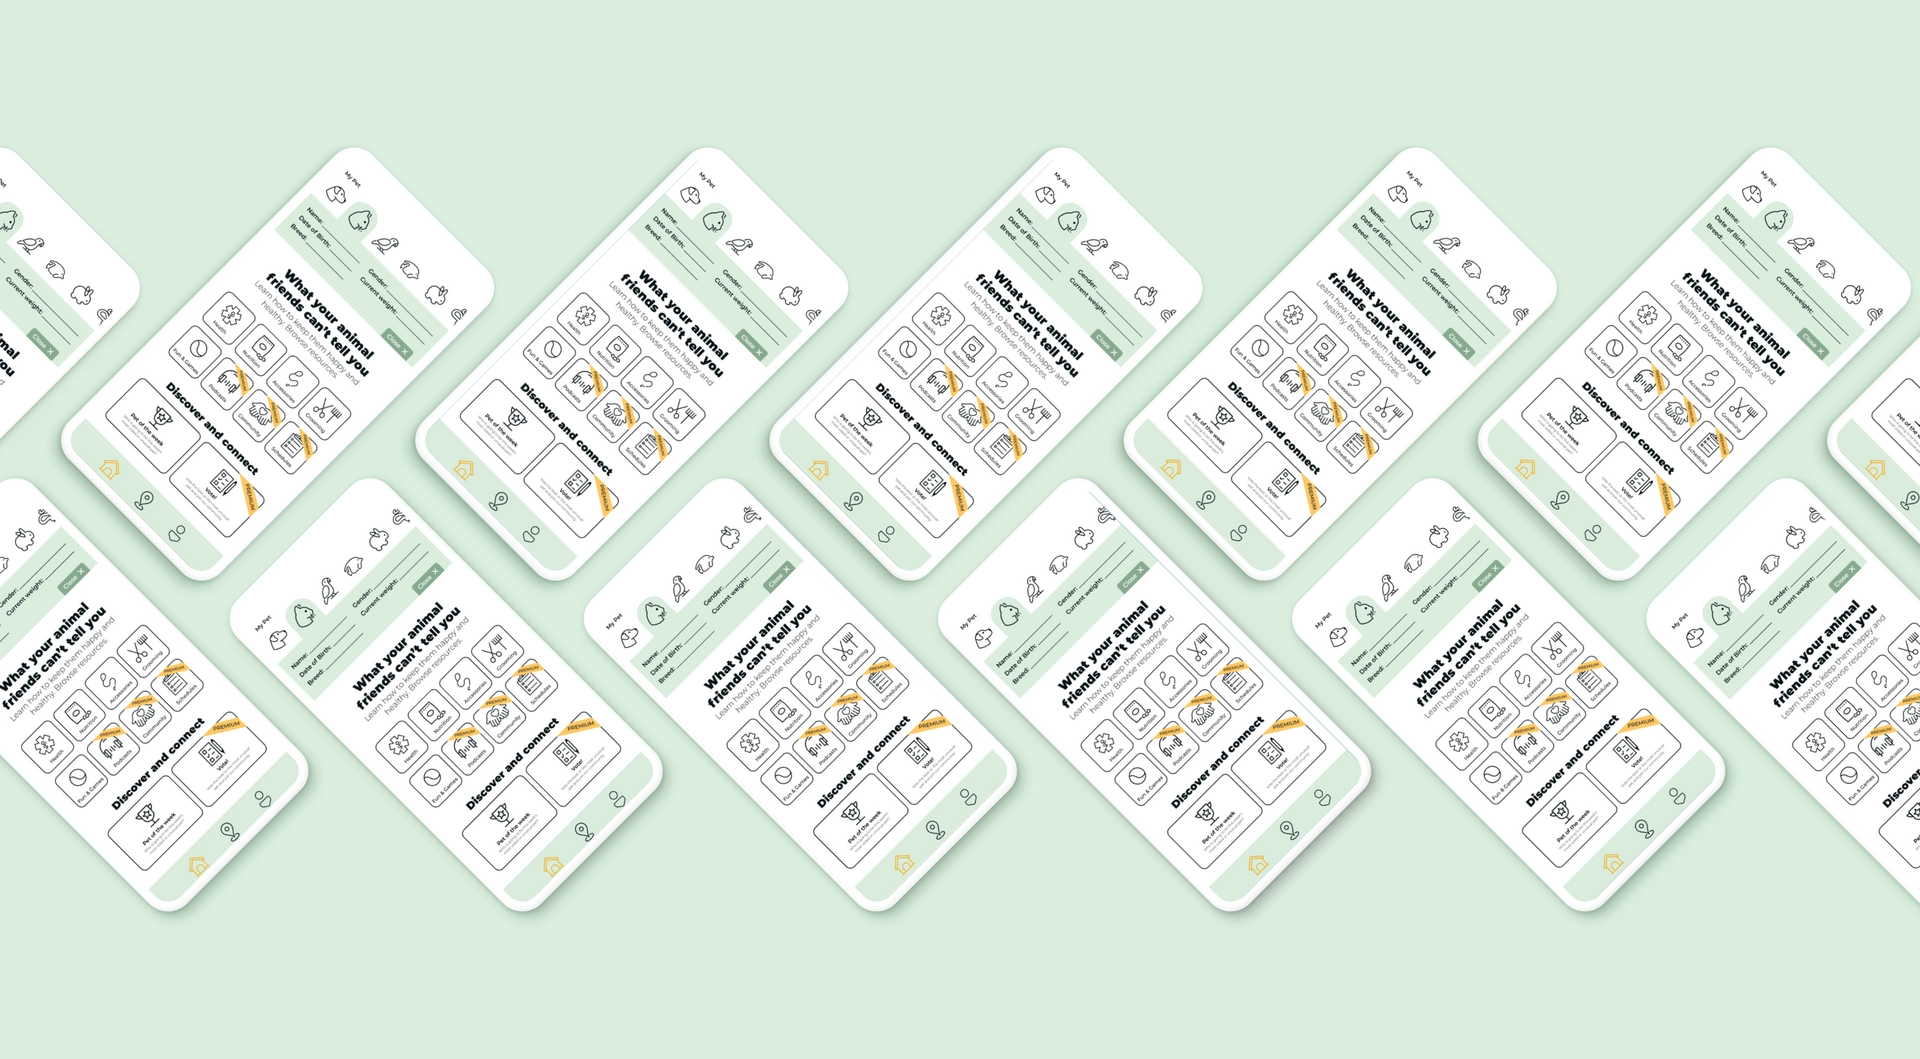 My Pet
Name:
Date of Birth:
Breed:
Gender:
Current weight:
Close X
What your animal
friends can't tell you
Learn how to keep them happy and
healthy. Browse resources.
Health
Nutrition
Accessories
Grooming
Fun & Games
Podcasts
PREMIUM
Community
PREMIUM
Schedules
PREMIUM
Discover and connect
Pet of the week
Vote!
PREMIUM